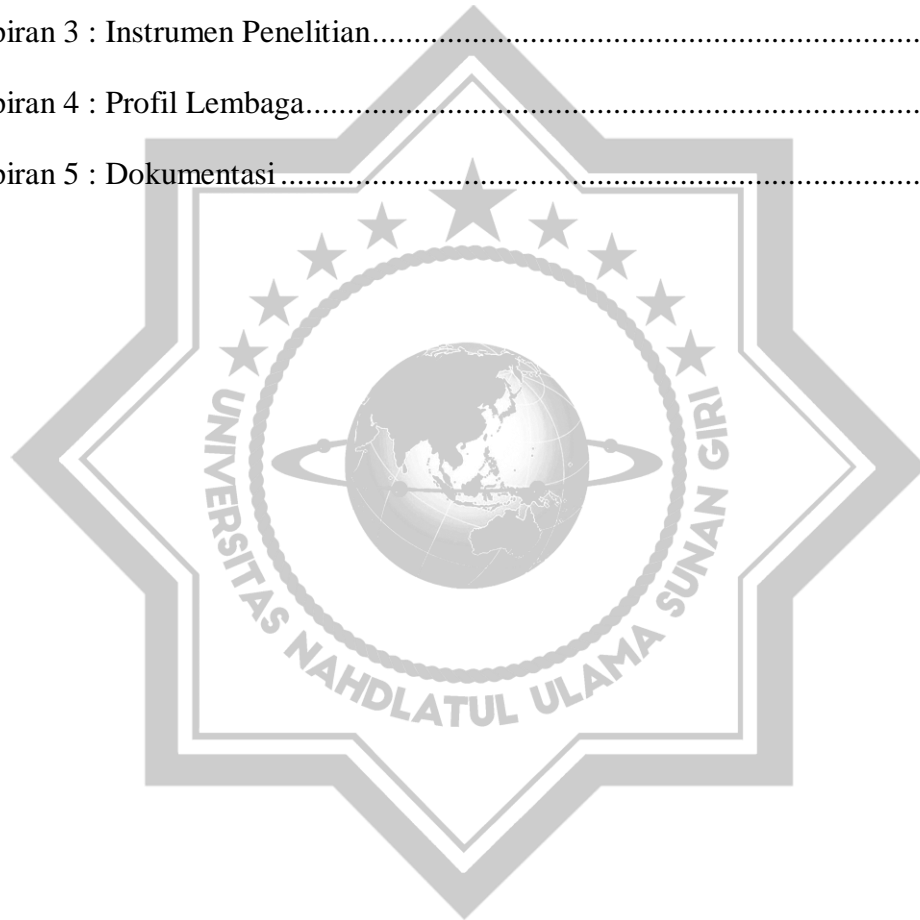 piran 3 : Instrumen Penelitian
piran 4 : Profil Lembaga
piran 5 : Dokumentasi
UNIVERSITAS NAHDLATUL ULAMA SUNAN GIRI